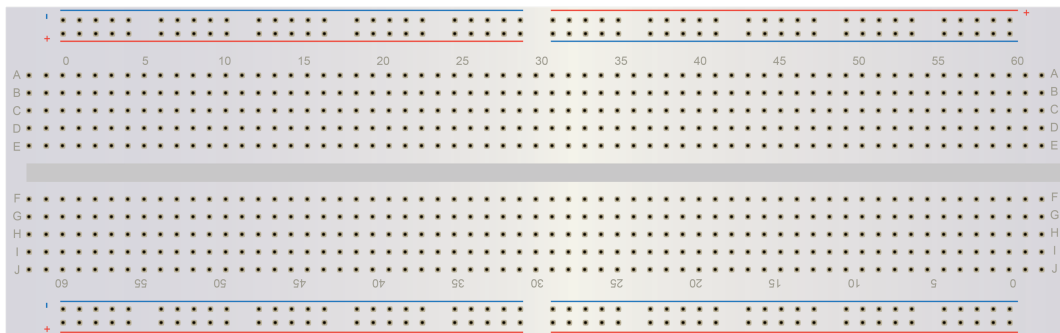 -
+
+
0 5 10 15 20 25 30 35 40 45 50 55 60
A A
B B
C C
D D
E E
F F
G G
H H
I I
J J
60 55 50 45 40 35 30 25 20 15 10 5 0
-
+